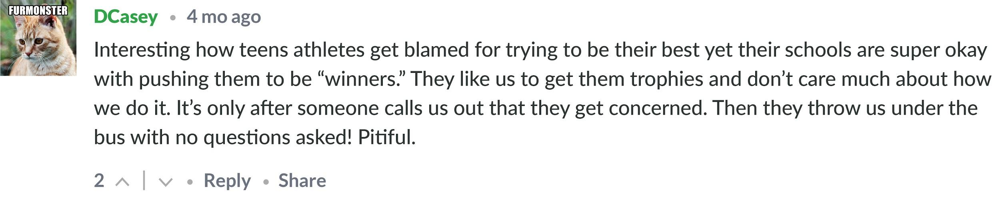 FURMONSTER
DCasey • 4 mo ago
Interesting how teens athletes get blamed for trying to be their best yet their schools are super okay
with pushing them to be “winners.” They like us to get them trophies and don’t care much about how
we do it. It’s only after someone calls us out that they get concerned. Then they throw us under the
bus with no questions asked! Pitiful.
2 | • Reply • Share